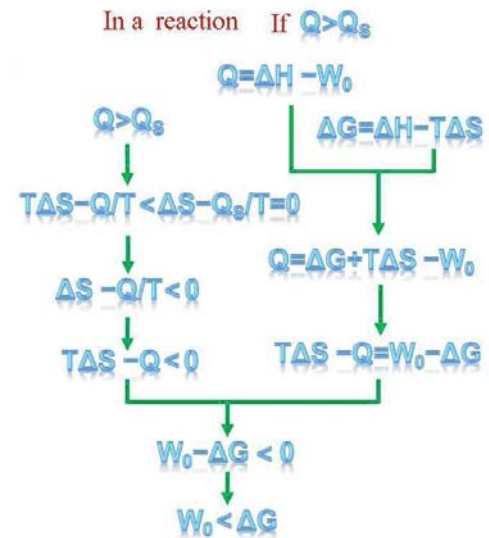 In a reaction If Q>Qs
Q=ΔH −W₀
Q>Qs
ΔG=ΔH−TΔS
TΔS−Q/T<ΔS−Qs/T=0
Q=ΔG+TΔS −W₀
ΔS −Q/T< 0
TΔS −Q<0
TΔS −Q=W₀−ΔG
W₀−ΔG < 0
W₀<ΔG